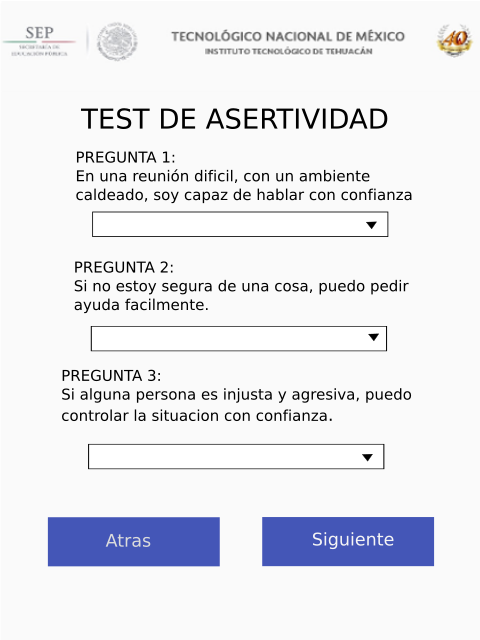 SEP
SECRETARÍA DE
EDUCACIÓN PÚBLICA
TECNOLÓGICO NACIONAL DE MÉXICO
INSTITUTO TECNOLÓGICO DE TEHUACÁN
40
TEST DE ASERTIVIDAD
PREGUNTA 1:
En una reunión dificil, con un ambiente
caldeado, soy capaz de hablar con confianza
PREGUNTA 2:
Si no estoy segura de una cosa, puedo pedir
ayuda facilmente.
PREGUNTA 3:
Si alguna persona es injusta y agresiva, puedo
controlar la situacion con confianza.
Atras
Siguiente